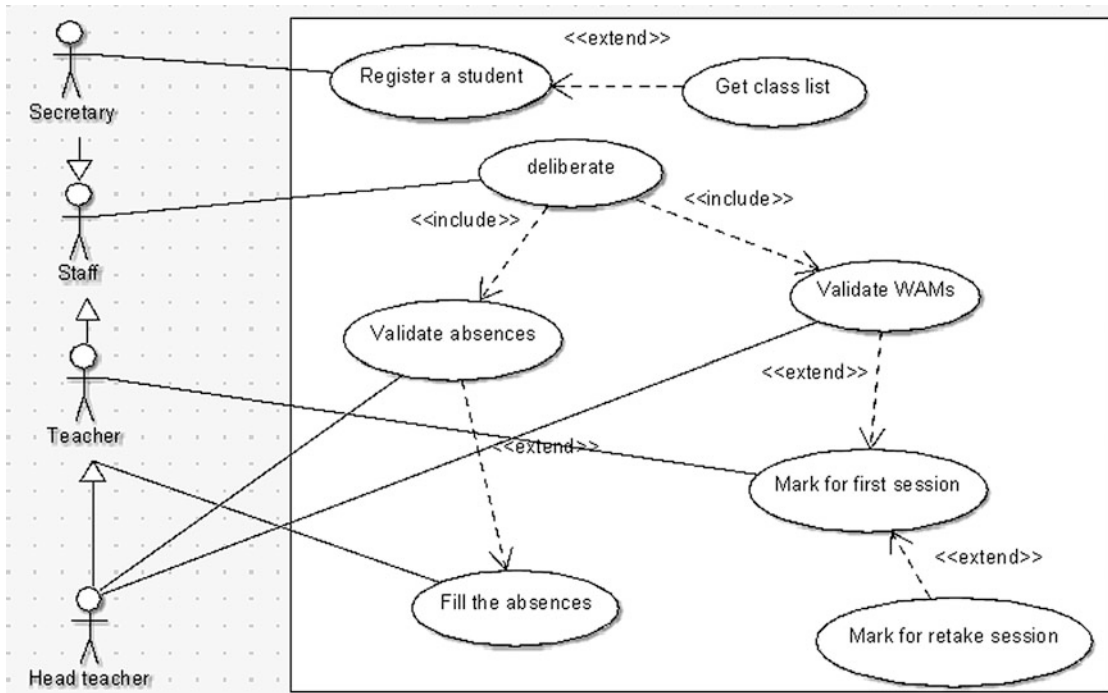 <<extend>>
Register a student
Get class list
Secretary
deliberate
<<include>>
<<include>>
Staff
Validate WAMs
Validate absences
<<extend>>
Teacher
<<extend>>
Mark for first session
<<extend>>
Fill the absences
Mark for retake session
Head teacher